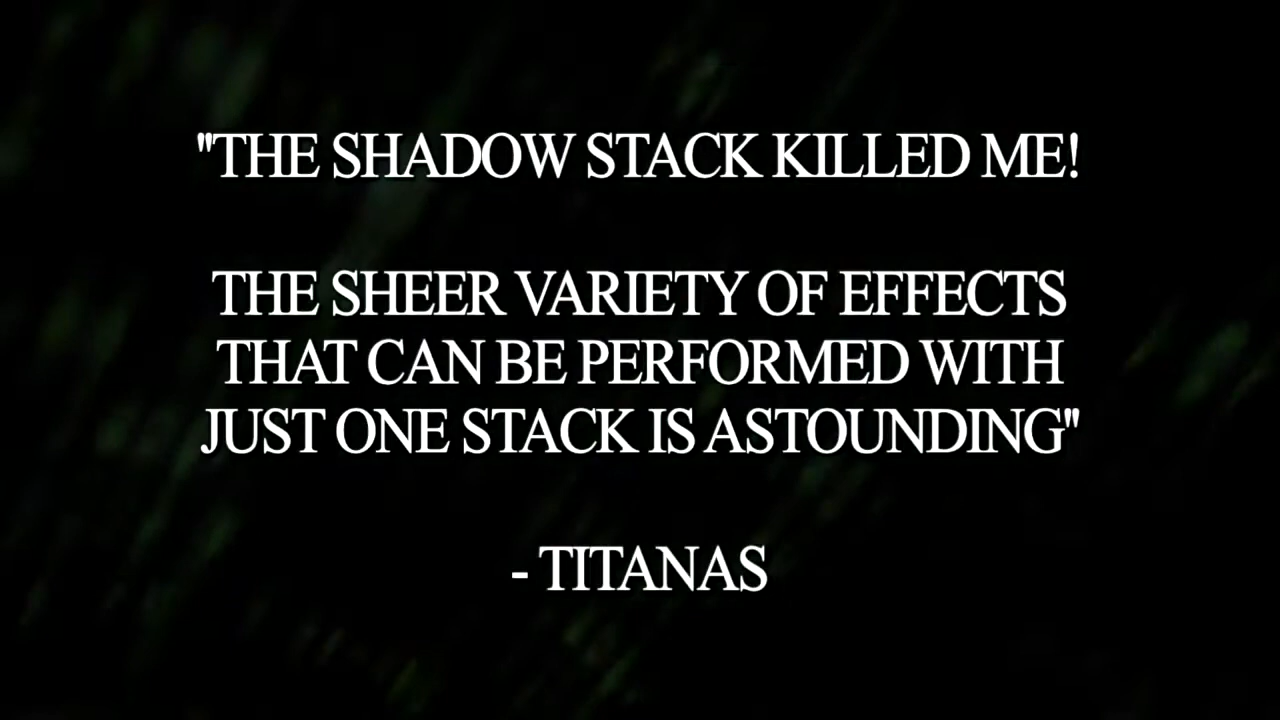 "THE SHADOW STACK KILLED ME!
THE SHEER VARIETY OF EFFECTS
THAT CAN BE PERFORMED WITH
JUST ONE STACK IS ASTOUNDING"
- TITANAS